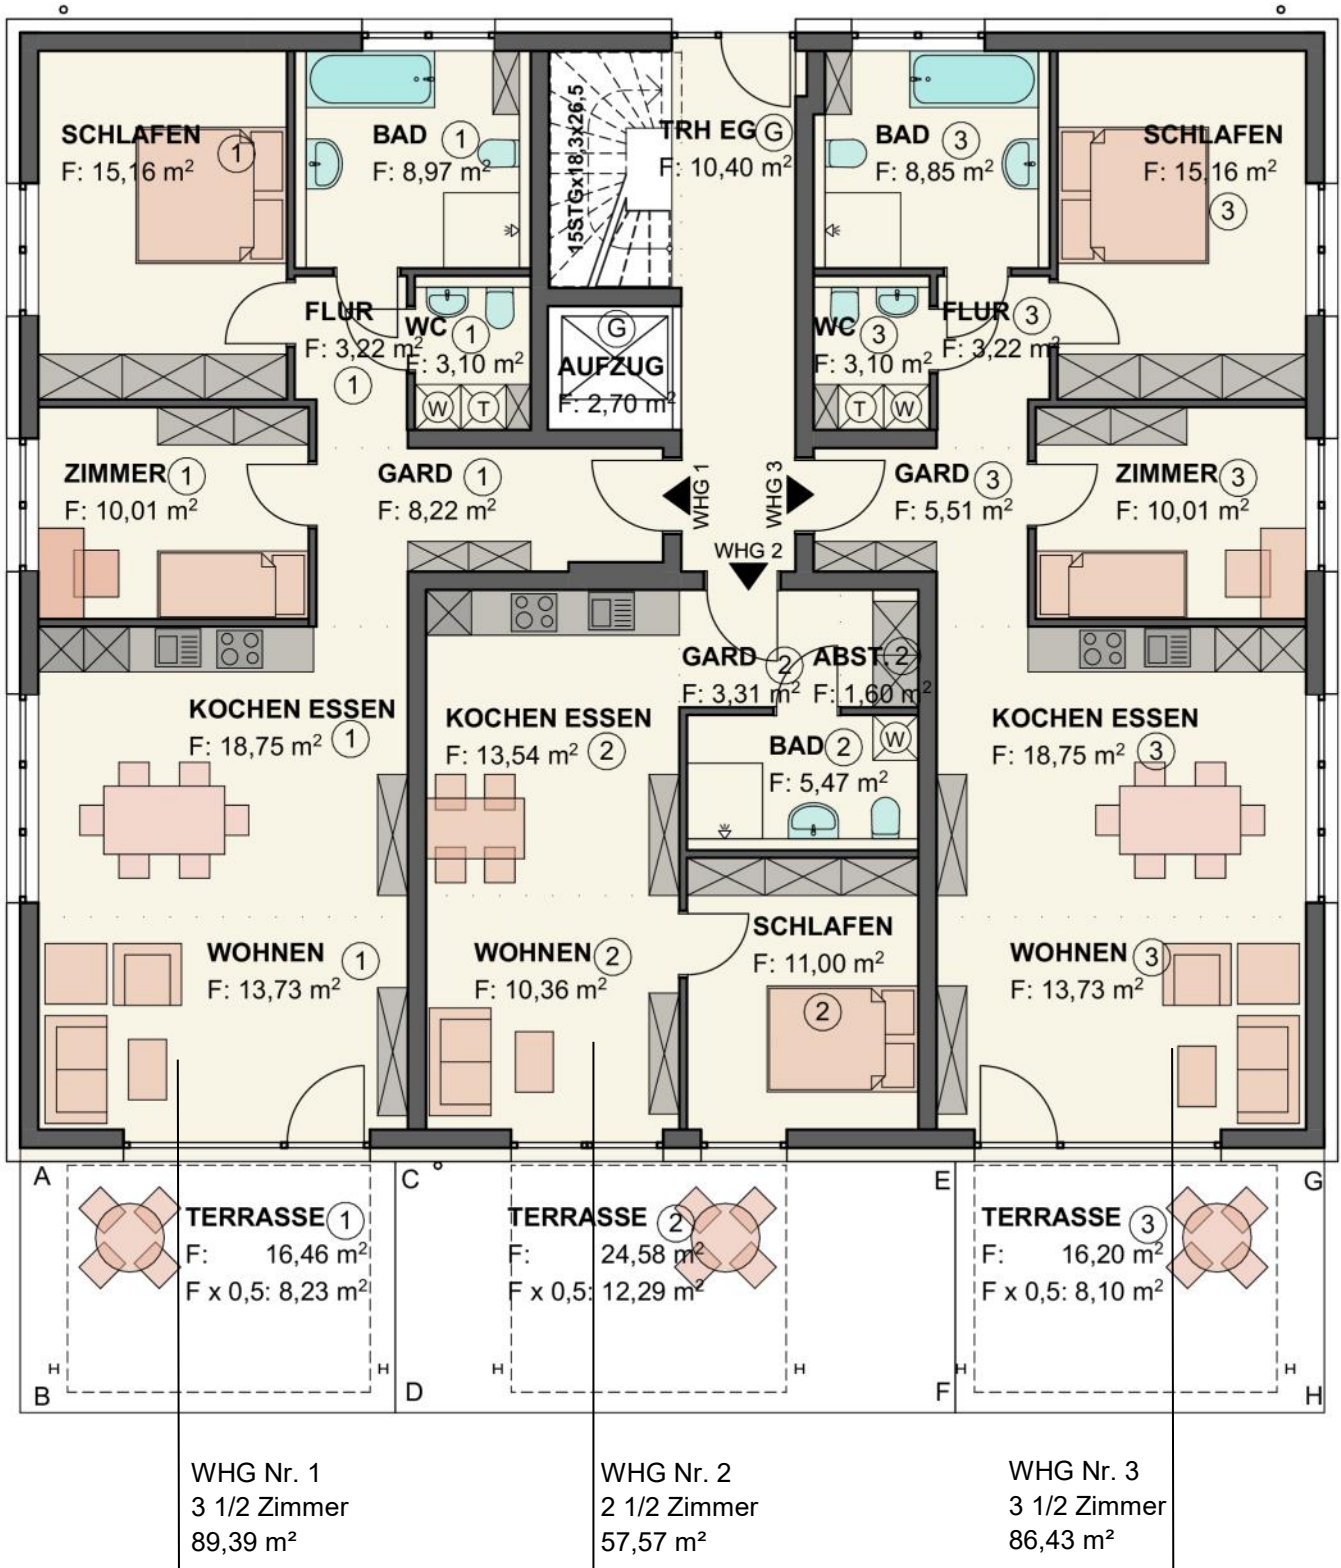 SCHLAFEN 1
F: 15,16 m²
BAD 1
F: 8,97 m²
15STGx18,3x26,5
TRH EG G
F: 10,40 m²
BAD 3
F: 8,85 m²
SCHLAFEN
F: 15,16 m²
3
FLUR
F: 3,22 m²
1
WC 1
F: 3,10 m²
W T
G
AUFZUG
F: 2,70 m²
WC 3
F: 3,10 m²
T W
FLUR 3
F: 3,22 m²
ZIMMER 1
F: 10,01 m²
GARD 1
F: 8,22 m²
WHG 1
WHG 3
WHG 2
GARD 3
F: 5,51 m²
ZIMMER 3
F: 10,01 m²
KOCHEN ESSEN
F: 18,75 m² 1
KOCHEN ESSEN
F: 13,54 m² 2
GARD 2
F: 3,31 m²
ABST. 2
F: 1,60 m²
BAD 2
F: 5,47 m²
W
KOCHEN ESSEN
F: 18,75 m² 3
WOHNEN 1
F: 13,73 m²
WOHNEN 2
F: 10,36 m²
SCHLAFEN
F: 11,00 m²
2
WOHNEN 3
F: 13,73 m²
A
C
E
G
TERRASSE 1
F: 16,46 m²
F x 0,5: 8,23 m²
TERRASSE 2
F: 24,58 m²
F x 0,5: 12,29 m²
TERRASSE 3
F: 16,20 m²
F x 0,5: 8,10 m²
H H H H H H
B
D
F
H
WHG Nr. 1
3 1/2 Zimmer
89,39 m²
WHG Nr. 2
2 1/2 Zimmer
57,57 m²
WHG Nr. 3
3 1/2 Zimmer
86,43 m²